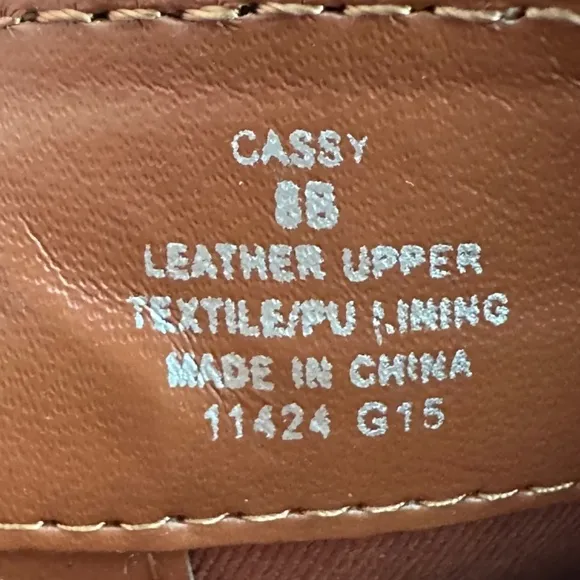 CASSY
8B
LEATHER UPPER
TEXTILE/PU LINING
MADE IN CHINA
11424 G15